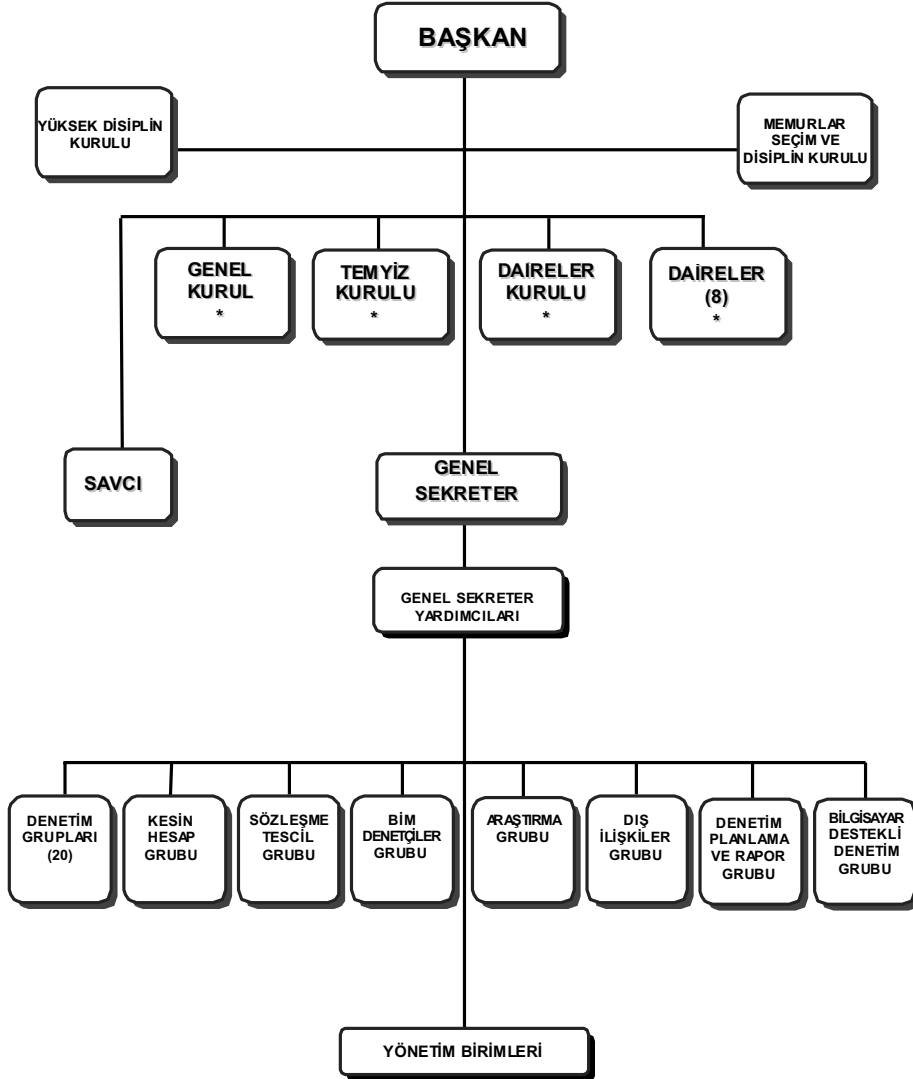 BAŞKAN
YÜKSEK DİSİPLİN
KURULU
MEMURLAR
SEÇİM VE
DİSİPLİN KURULU
GENEL
KURUL
*
TEMYİZ
KURULU
*
DAİRELER
KURULU
*
DAİRELER
(8)
*
SAVCI
GENEL
SEKRETER
GENEL SEKRETER
YARDIMCILARI
DENETİM
GRUPLARI
(20)
KESİN
HESAP
GRUBU
SÖZLEŞME
TESCİL
GRUBU
BİM
DENETÇİLER
GRUBU
ARAŞTIRMA
GRUBU
DIŞ
İLİŞKİLER
GRUBU
DENETİM
PLANLAMA
VE RAPOR
GRUBU
BİLGİSAYAR
DESTEKLİ
DENETİM
GRUBU
YÖNETİM BİRİMLERİ